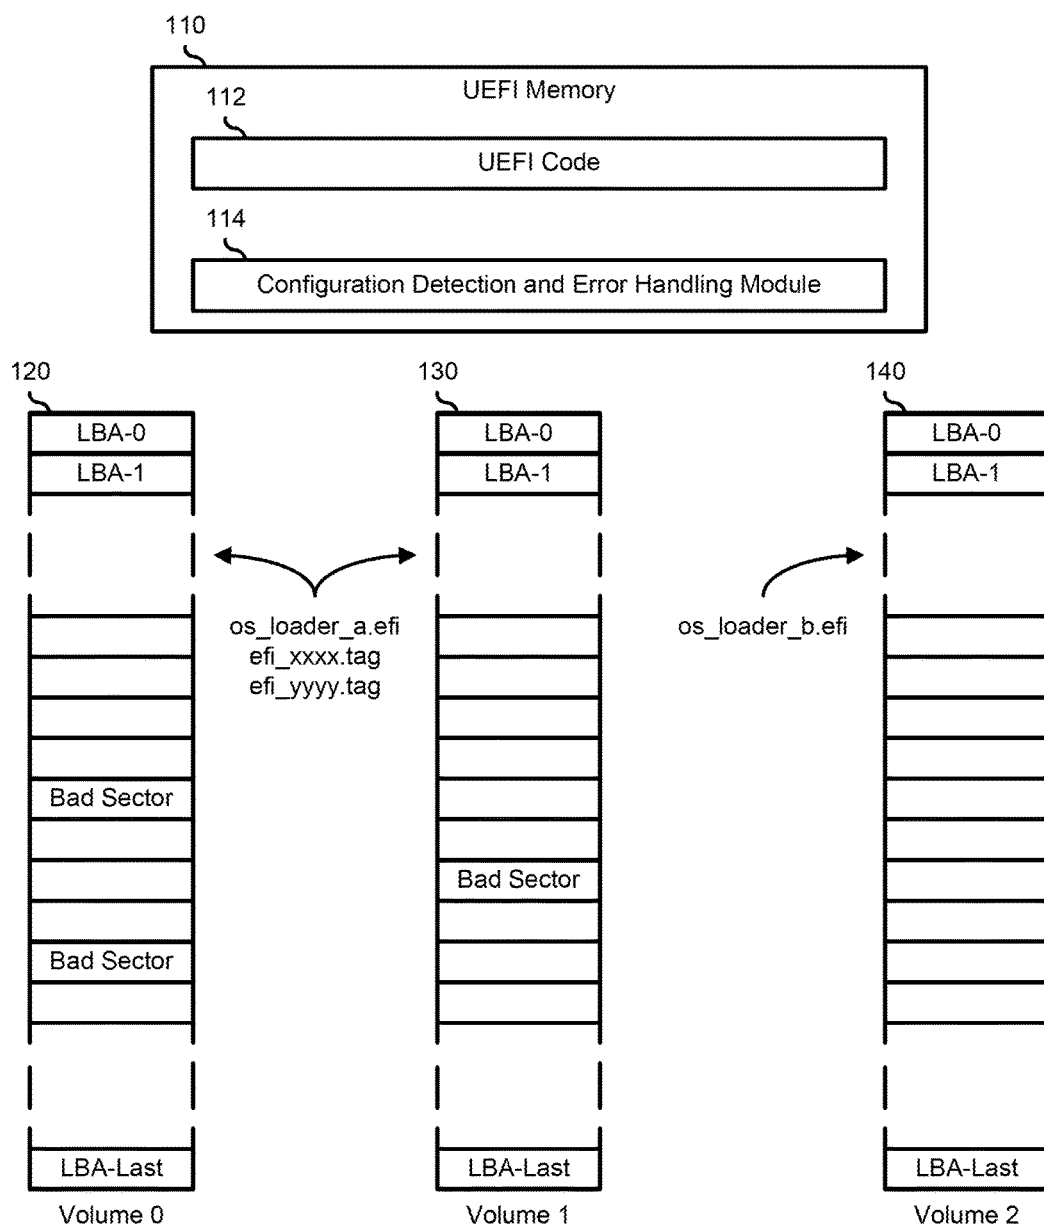 110
UEFI Memory
112
UEFI Code
114
Configuration Detection and Error Handling Module
120
130
140
LBA-0
LBA-0
LBA-0
LBA-1
LBA-1
LBA-1
os_loader_a.efi
efi_xxxx.tag
efi_yyyy.tag
os_loader_b.efi
Bad Sector
Bad Sector
Bad Sector
LBA-Last
LBA-Last
LBA-Last
Volume 0
Volume 1
Volume 2